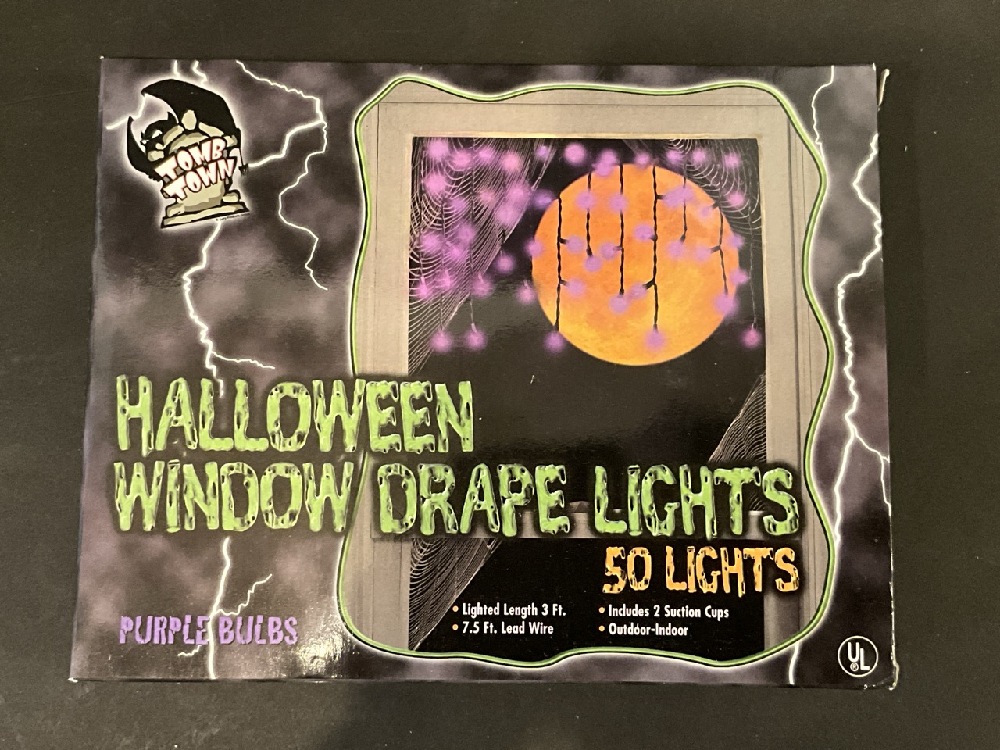 TOMB
TOWN
HALLOWEEN
WINDOW DRAPE LIGHTS
50 LIGHTS
• Lighted Length 3 Ft.
• 7.5 Ft. Lead Wire
• Includes 2 Suction Cups
• Outdoor-Indoor
PURPLE BULBS
UL